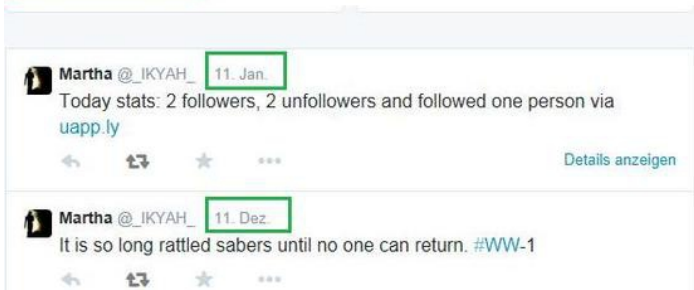 Martha @_IKYAH_ 11. Jan.
Today stats: 2 followers, 2 unfollowers and followed one person via
uapp.ly
Details anzeigen
Martha @_IKYAH_ 11. Dez.
It is so long rattled sabers until no one can return. #WW-1